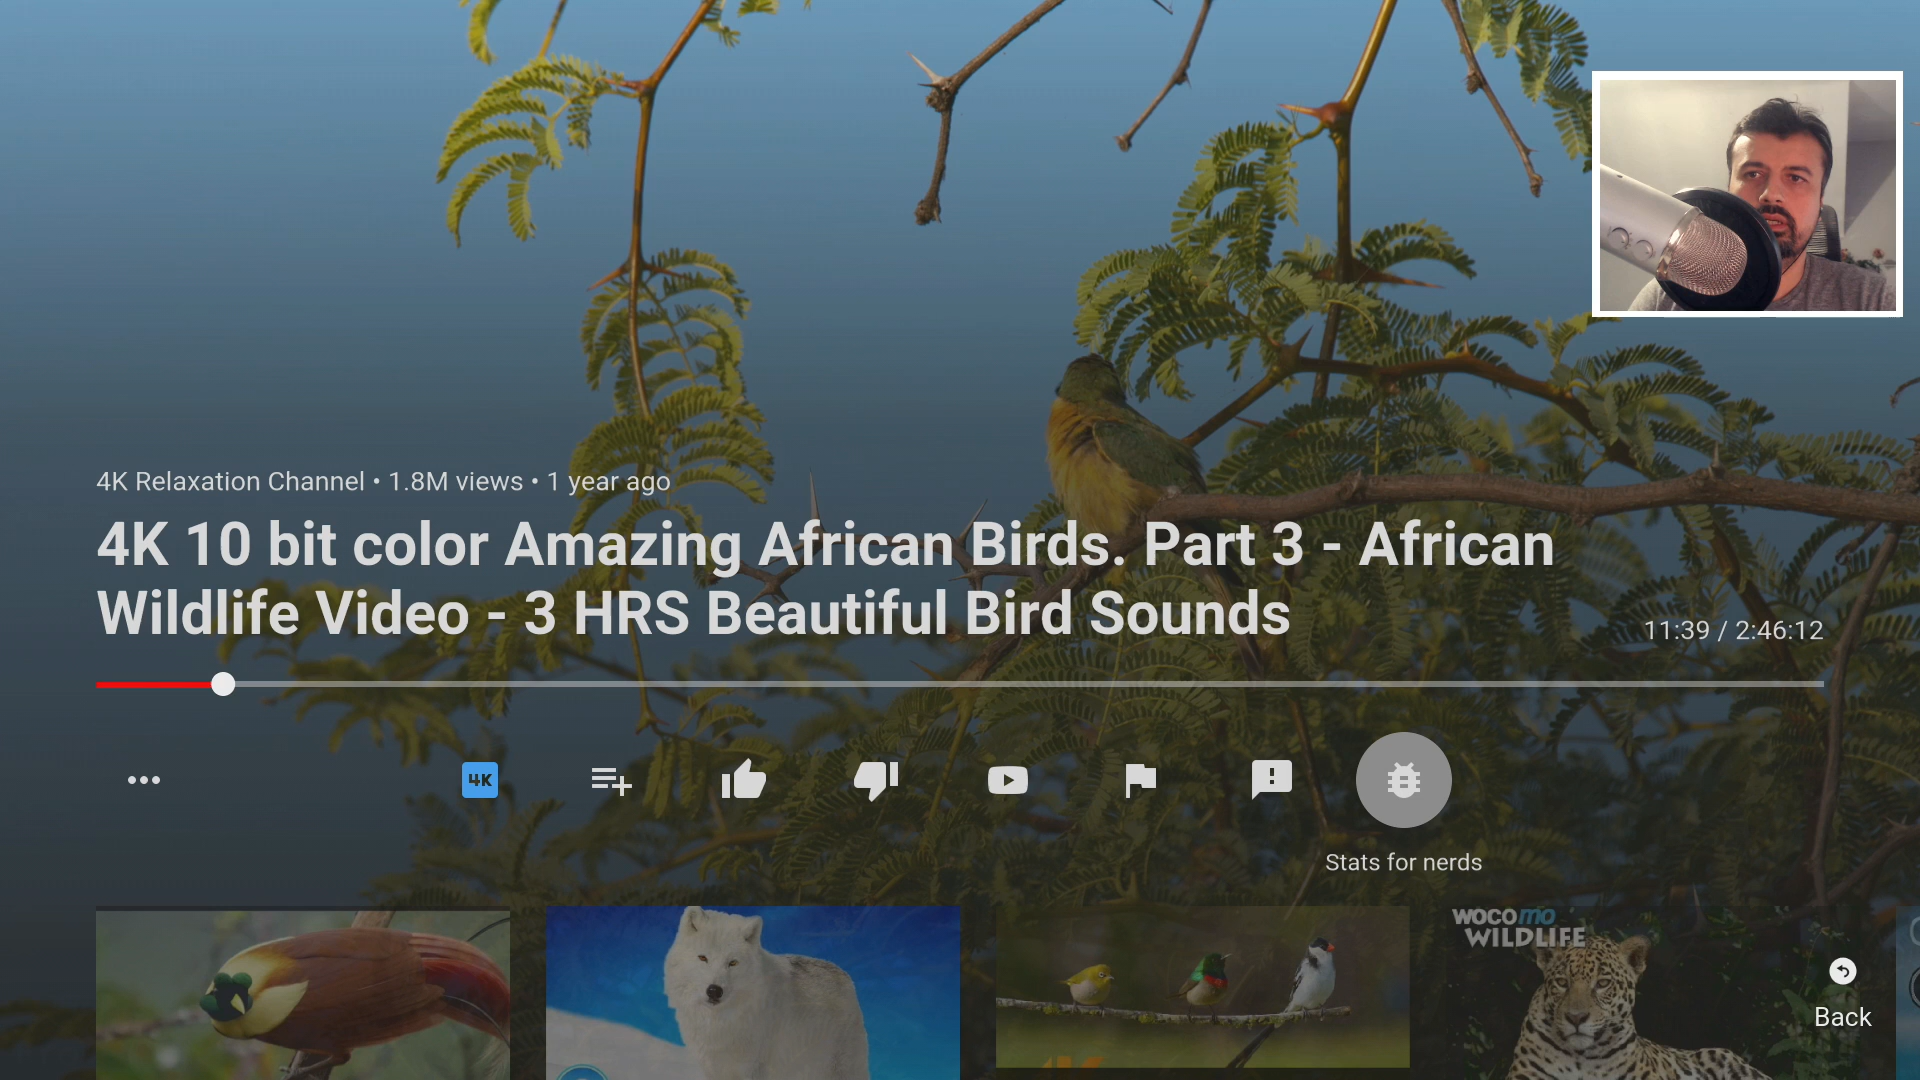 4K Relaxation Channel • 1.8M views • 1 year ago
4K 10 bit color Amazing African Birds. Part 3 - African
Wildlife Video - 3 HRS Beautiful Bird Sounds
11:39 / 2:46:12
4K
Stats for nerds
WOCOmo
WILDLIFE
Back